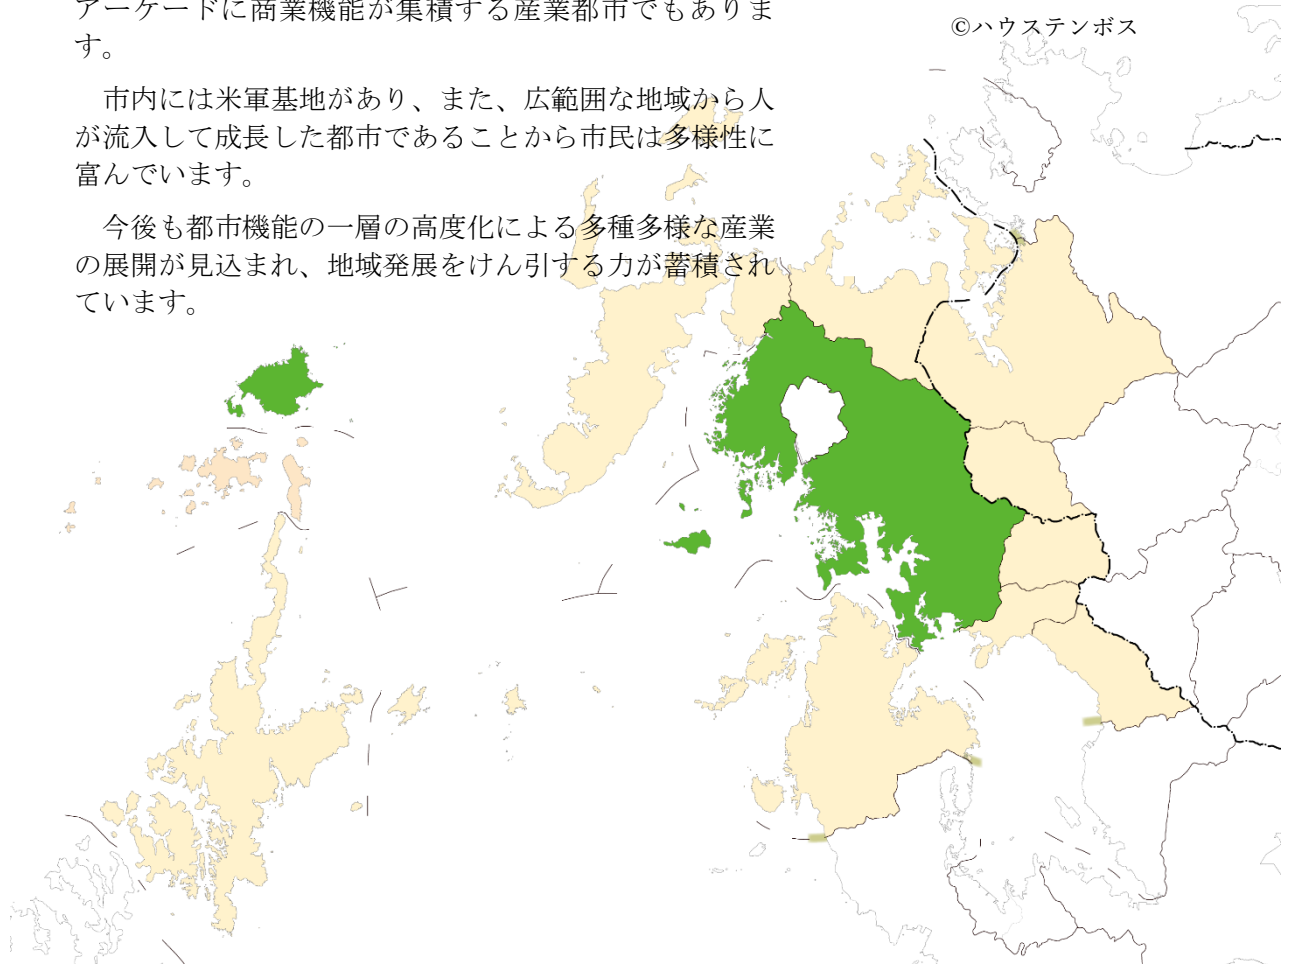 アーケードに商業機能が集積する産業都市でもありま
す。
市内には米軍基地があり、また、広範囲な地域から人
が流入して成長した都市であることから市民は多様性に
富んでいます。
今後も都市機能の一層の高度化による多種多様な産業
の展開が見込まれ、地域発展をけん引する力が蓄積され
ています。
©ハウステンボス